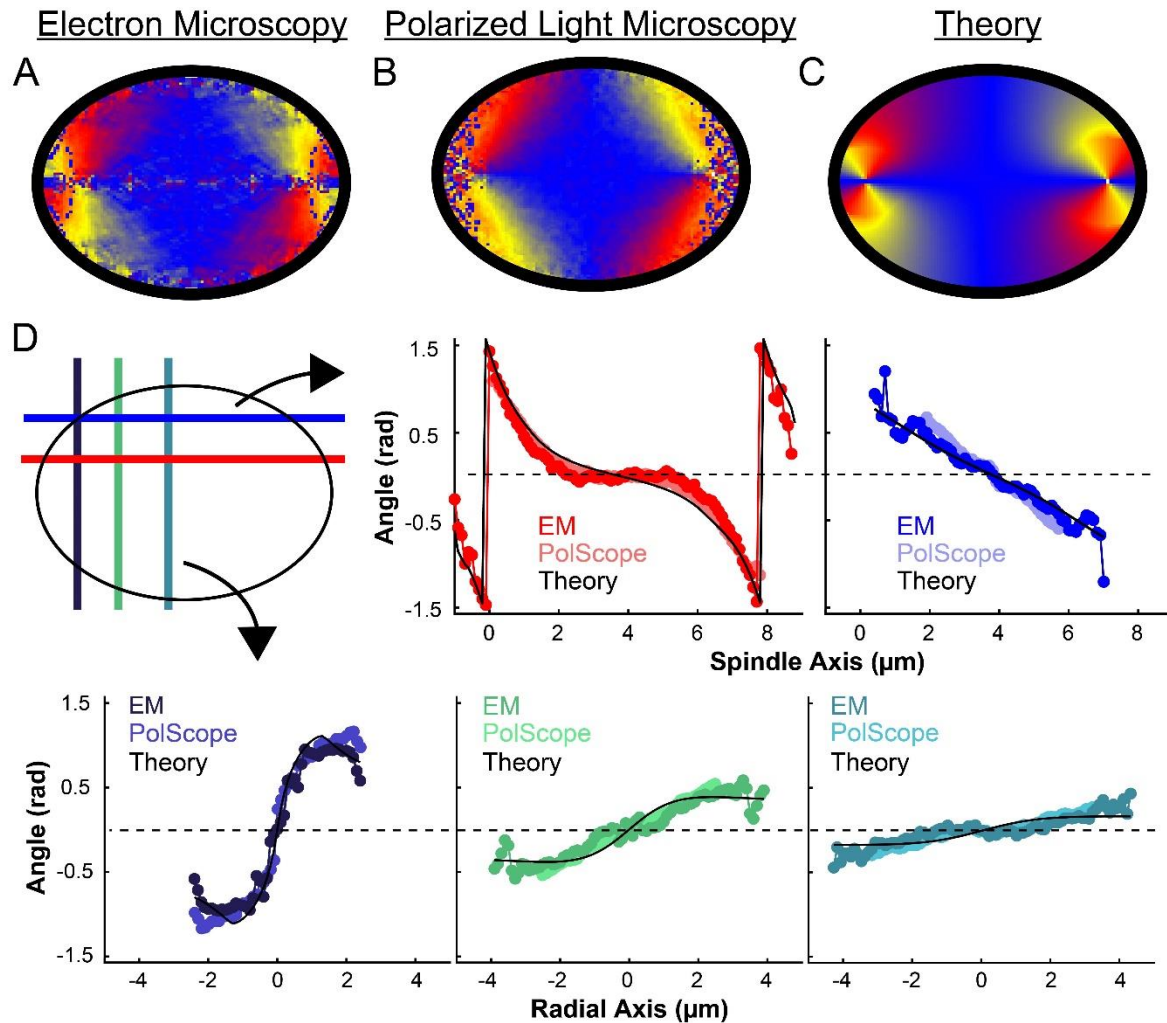 Electron Microscopy
Polarized Light Microscopy
Theory
A
B
C
D
Angle (rad)
1.5
0.5
-0.5
-1.5
EM
PolScope
Theory
EM
PolScope
Theory
0 2 4 6 8
2 4 6 8
Spindle Axis (µm)
Angle (rad)
1.5
0.5
-0.5
-1.5
EM
PolScope
Theory
EM
PolScope
Theory
EM
PolScope
Theory
-4 -2 0 2
-4 -2 0 2 4
-4 -2 0 2 4
Radial Axis (µm)